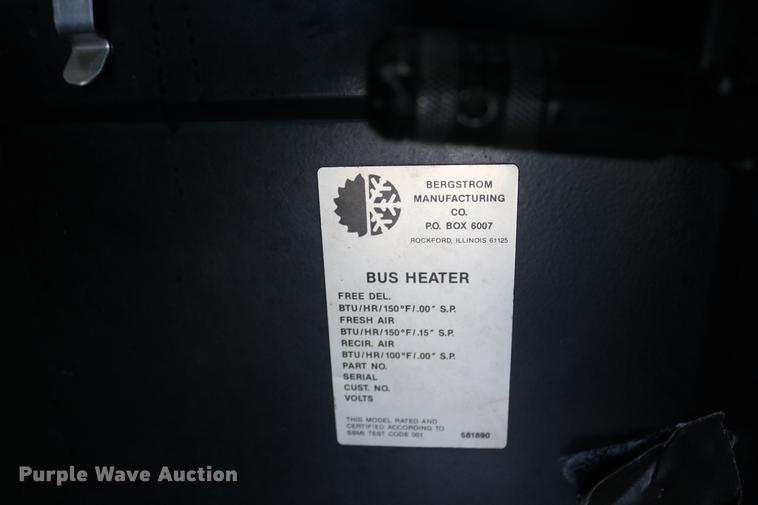 BERGSTROM
MANUFACTURING
CO.
P.O. BOX 6007
ROCKFORD, ILLINOIS 61125
BUS HEATER
FREE DEL.
BTU/HR/150°F/.00" S.P.
FRESH AIR
BTU/HR/150°F/.15" S.P.
RECIR. AIR
BTU/HR/100°F/.00" S.P.
PART NO.
SERIAL
CUST. NO.
VOLTS
THIS MODEL RATED AND
CERTIFIED ACCORDING TO
SBMI TEST CODE 001 581890
Purple Wave Auction